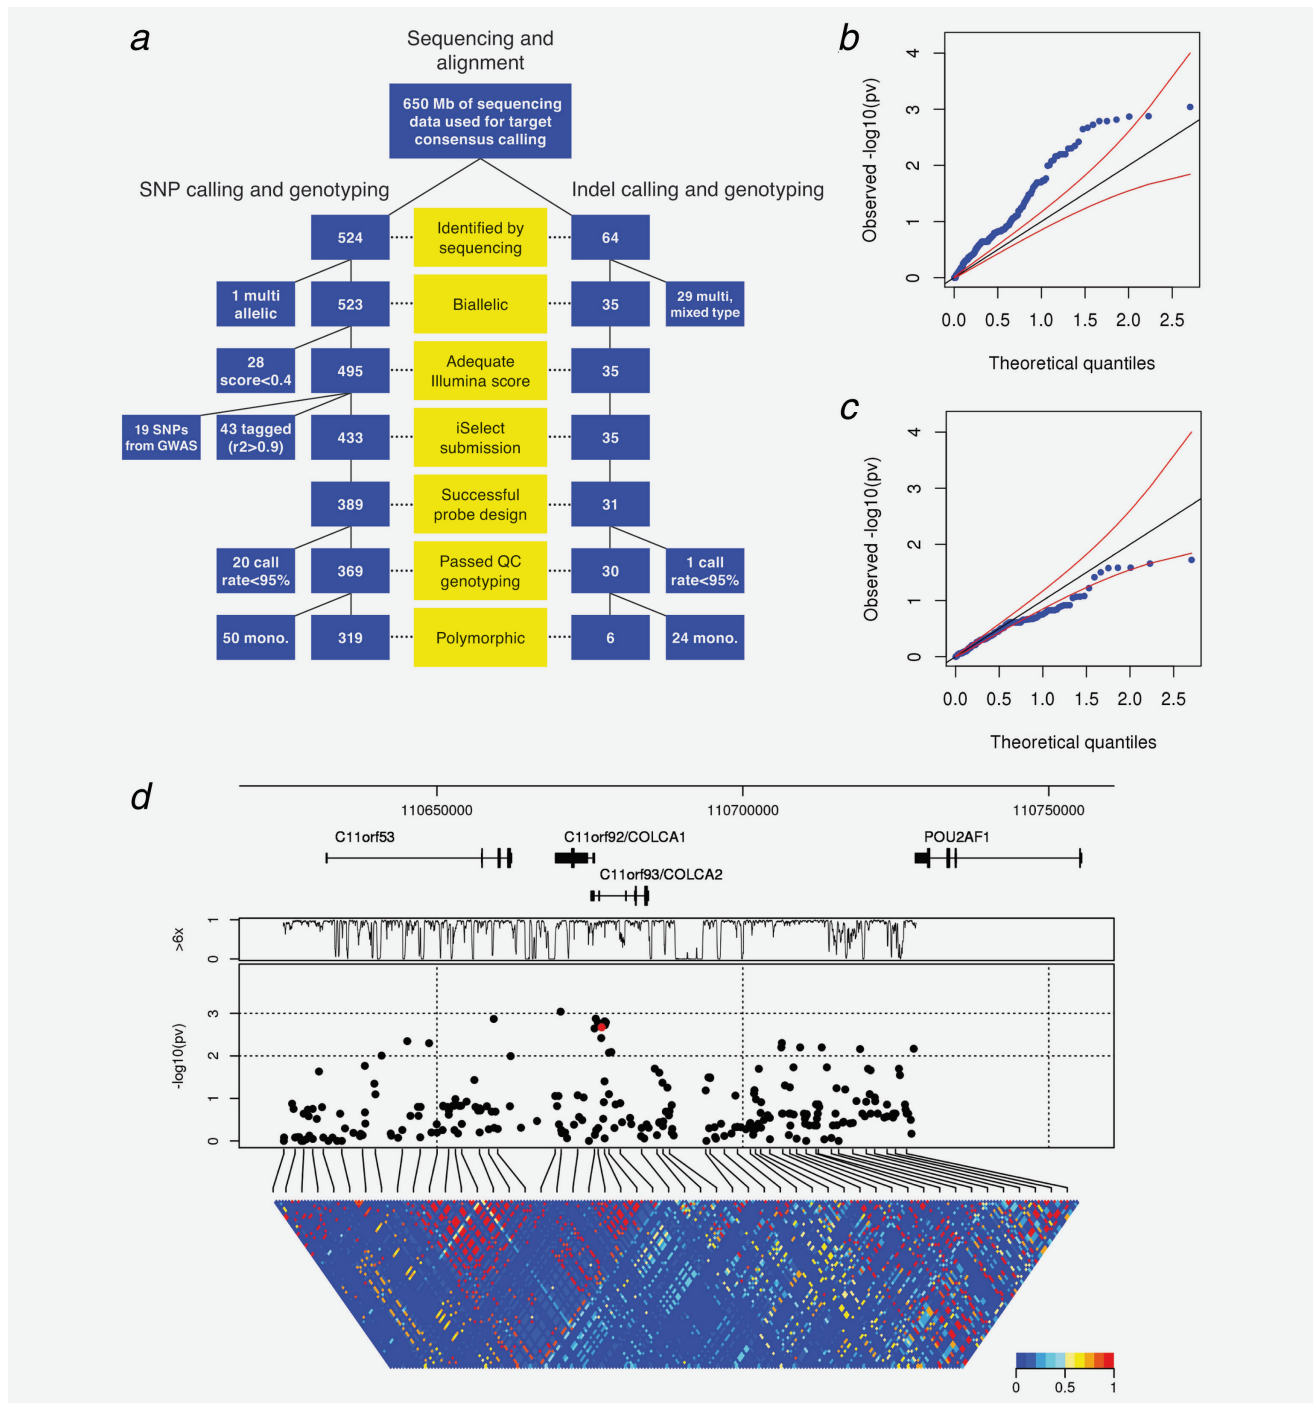 a
Sequencing and
alignment
650 Mb of sequencing
data used for target
consensus calling
SNP calling and genotyping
Indel calling and genotyping
524
Identified by
sequencing
64
1 multi
allelic
523
Biallelic
35
29 multi,
mixed type
28
score<0.4
495
Adequate
Illumina score
35
19 SNPs
from GWAS
43 tagged
(r2>0.9)
433
iSelect
submission
35
389
Successful
probe design
31
20 call
rate<95%
369
Passed QC
genotyping
30
1 call
rate<95%
50 mono.
319
Polymorphic
6
24 mono.
b
Observed -log10(pv)
4
3
2
1
0
0.0 0.5 1.0 1.5 2.0 2.5
Theoretical quantiles
c
Observed -log10(pv)
4
3
2
1
0
0.0 0.5 1.0 1.5 2.0 2.5
Theoretical quantiles
d
110650000 110700000 110750000
C11orf53 C11orf92/COLCA1 POU2AF1
C11orf93/COLCA2
>6x
1
0
-log10(pv)
3
2
1
0
0 0.5 1